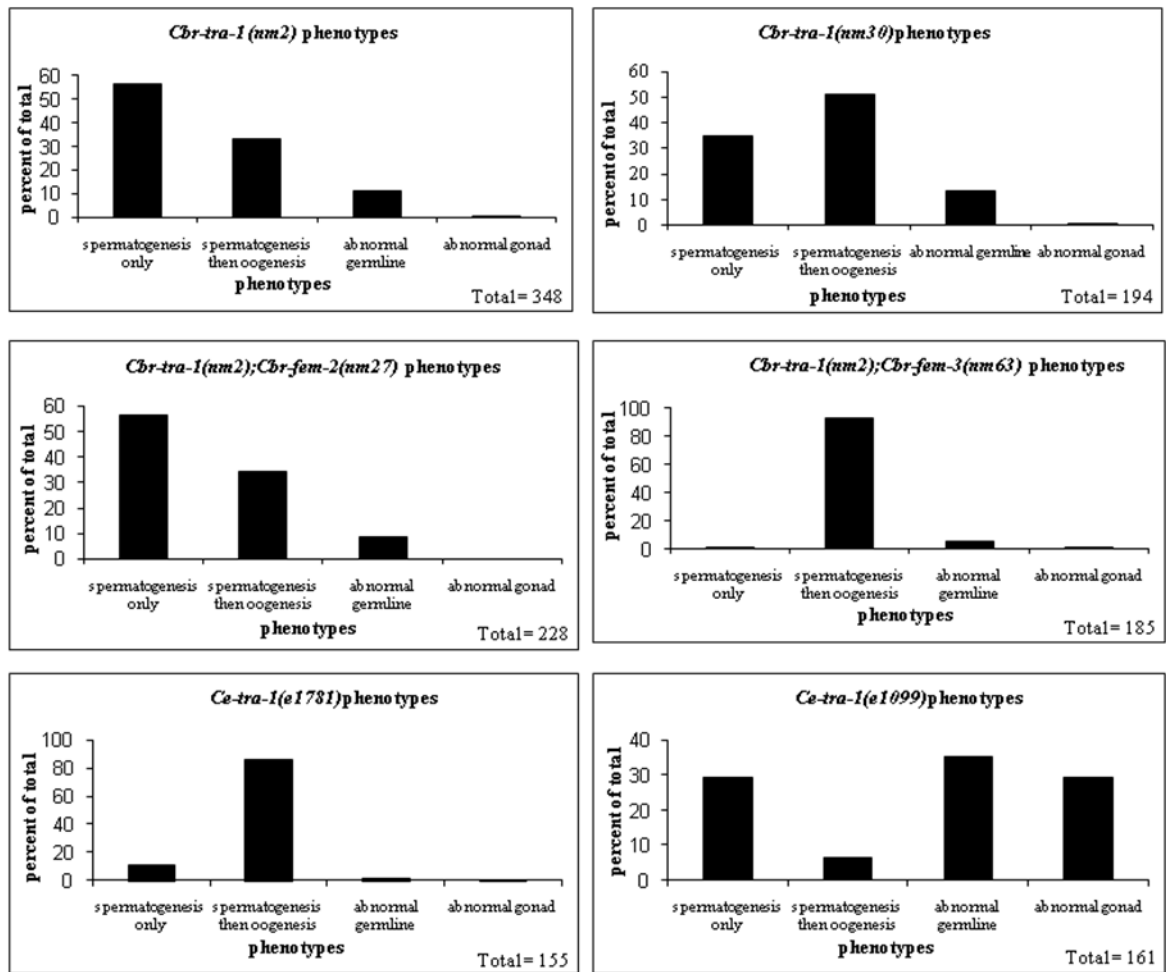 Cbr-tra-1(nm2) phenotypes
percent of total
60
50
40
30
20
10
0
spermatogenesis only
spermatogenesis then oogenesis
abnormal germline
abnormal gonad
phenotypes
Total= 348
Cbr-tra-1(nm30)phenotypes
percent of total
60
50
40
30
20
10
0
spermatogenesis only
spermatogenesis then oogenesis
abnormal germline
abnormal gonad
phenotypes
Total= 194
Cbr-tra-1(nm2);Cbr-fem-2(nm27) phenotypes
percent of total
60
50
40
30
20
10
0
spermatogenesis only
spermatogenesis then oogenesis
abnormal germline
abnormal gonad
phenotypes
Total= 228
Cbr-tra-1(nm2);Cbr-fem-3(nm63) phenotypes
percent of total
100
80
60
40
20
0
spermatogenesis only
spermatogenesis then oogenesis
abnormal germline
abnormal gonad
phenotypes
Total= 185
Ce-tra-1(e1781)phenotypes
percent of total
100
80
60
40
20
0
spermatogenesis only
spermatogenesis then oogenesis
abnormal germline
abnormal gonad
phenotypes
Total= 155
Ce-tra-1(e1099)phenotypes
percent of total
40
30
20
10
0
spermatogenesis only
spermatogenesis then oogenesis
abnormal germline
abnormal gonad
phenotypes
Total= 161